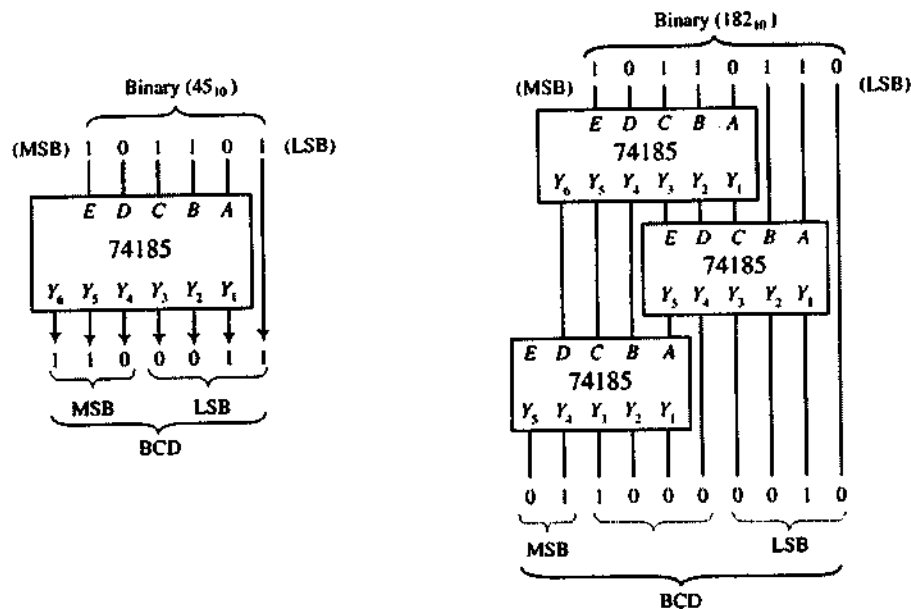 Binary (45₁₀)
(MSB) 1 0 1 1 0 1 (LSB)
E D C B A
74185
Y₆ Y₅ Y₄ Y₃ Y₂ Y₁
1 1 0 0 0 1 1
MSB LSB
BCD
Binary (182₁₀)
1 0 1 1 0 1 1 0
(MSB) (LSB)
E D C B A
74185
Y₆ Y₅ Y₄ Y₃ Y₂ Y₁
E D C B A
74185
Y₅ Y₄ Y₃ Y₂ Y₁
E D C B A
74185
Y₅ Y₄ Y₃ Y₂ Y₁
0 1 1 0 0 0 0 0 1 0
MSB LSB
BCD